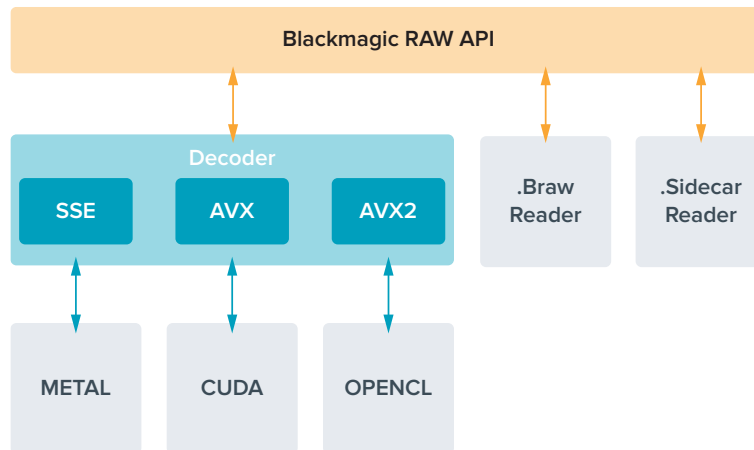 Blackmagic RAW API
Decoder
SSE
AVX
AVX2
.Braw
Reader
.Sidecar
Reader
METAL
CUDA
OPENCL